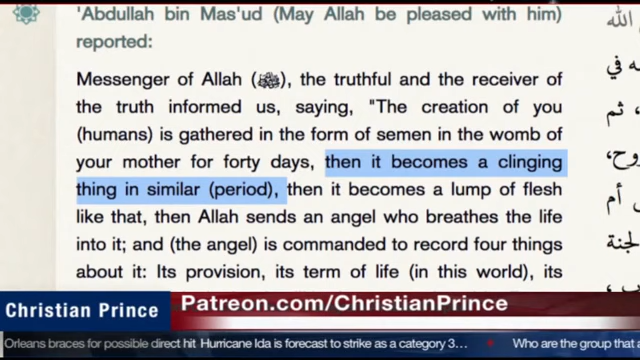 'Abdullah bin Mas'ud (May Allah be pleased with him)
reported:
Messenger of Allah (ﷺ), the truthful and the receiver of
the truth informed us, saying, "The creation of you
(humans) is gathered in the form of semen in the womb of
your mother for forty days, then it becomes a clinging
thing in similar (period), then it becomes a lump of flesh
like that, then Allah sends an angel who breathes the life
into it; and (the angel) is commanded to record four things
about it: Its provision, its term of life (in this world), its
الله
ه في
، ثم
روح،
أم
لجنة
Christian Prince
Patreon.com/ChristianPrince
Orleans braces for possible direct hit Hurricane Ida is forecast to strike as a category 3... Who are the group that a